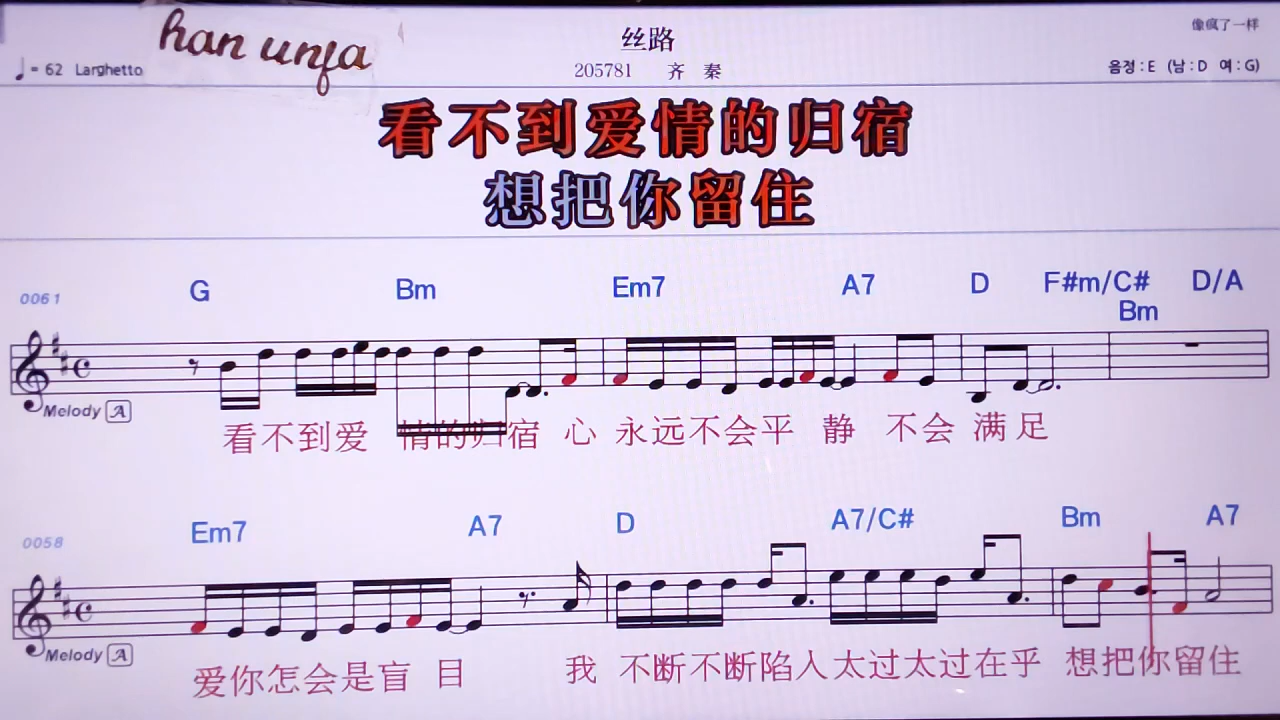 han unfa
丝路
像疯了一样
♩= 62 Larghetto
205781 齐 秦
음정 : E (남 : D 여 : G)
看不到爱情的归宿
想把你留住
0061
G Bm Em7 A7 D F#m/C# D/A
Bm
Melody A
看不到爱 情的归宿 心 永远不会平 静 不会 满足
0058
Em7 A7 D A7/C# Bm A7
Melody A
爱你怎会是盲 目 我 不断不断陷入太过太过在乎 想把你留住